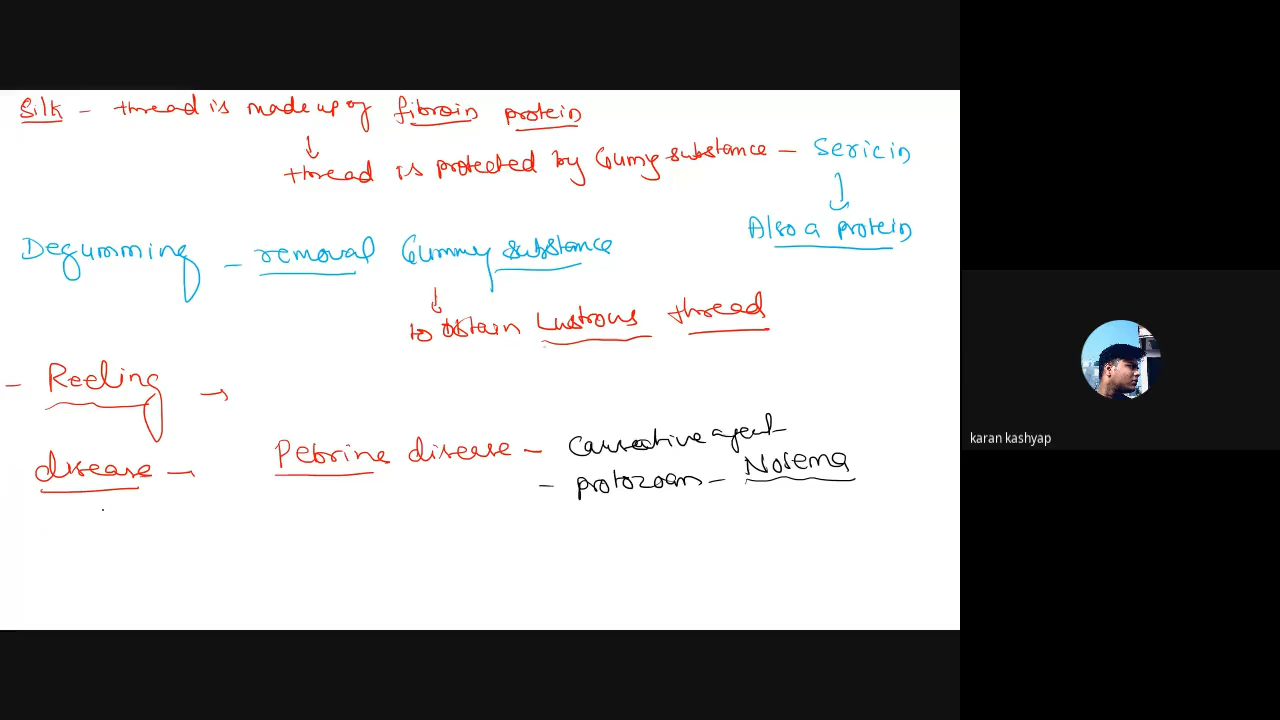 Silk - thread is made up of fibroin protein
↓
thread is protected by Gumy substance - Sericin
↓
Also a protein
Degumming - removal Gummy substance
↓
to obtain Lustrous thread
- Reeling →
disease - Pebrine disease - Causative agent
- protozoan - Nosema
karan kashyap